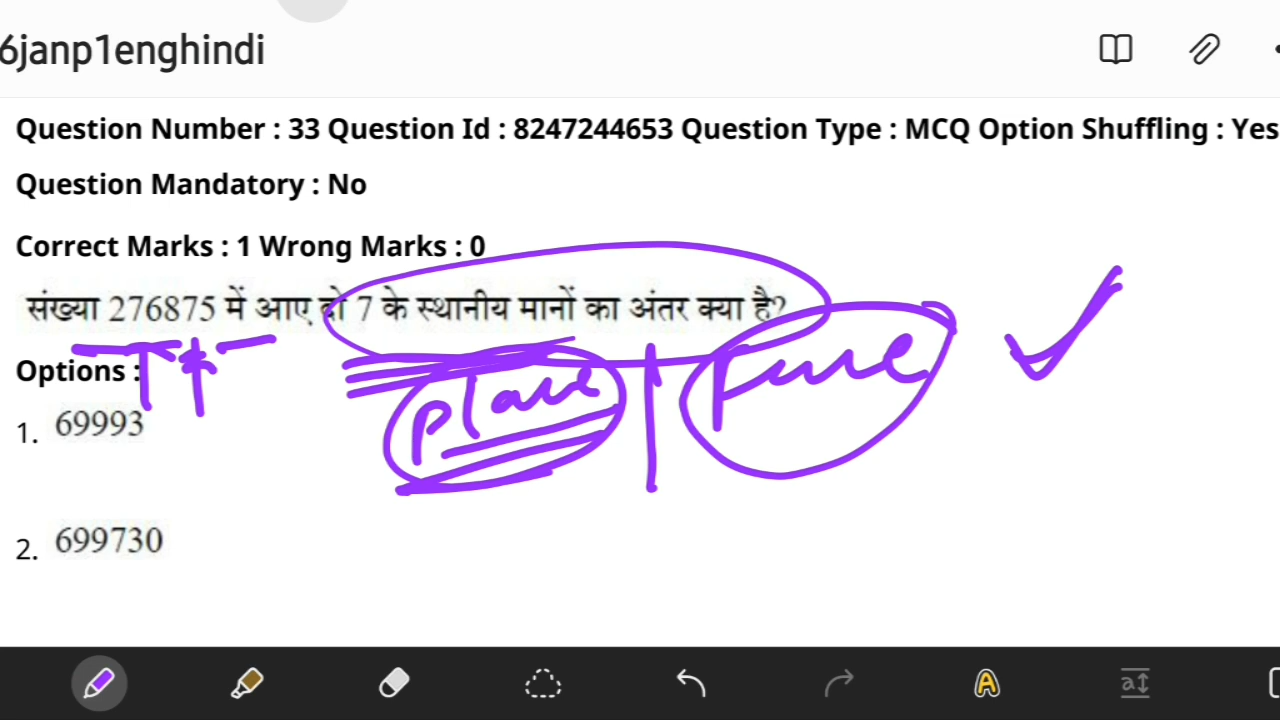 6janp1enghindi
Question Number : 33 Question Id : 8247244653 Question Type : MCQ Option Shuffling : Yes
Question Mandatory : No
Correct Marks : 1 Wrong Marks : 0
संख्या 276875 में आए दो 7 के स्थानीय मानों का अंतर क्या है?
Options :
place
1. 69993
2. 699730